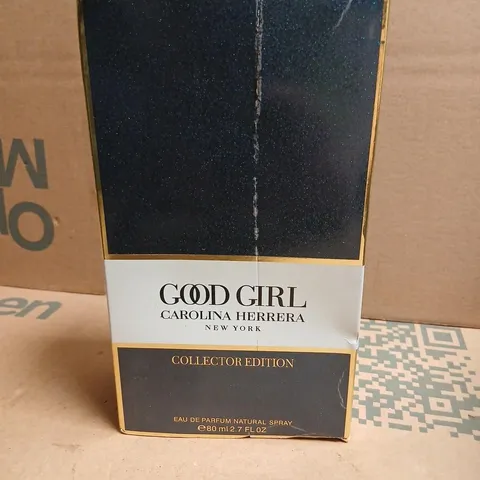 GOOD GIRL
CAROLINA HERRERA
NEW YORK
COLLECTOR EDITION
EAU DE PARFUM NATURAL SPRAY
℮80 ml 2.7 FL OZ